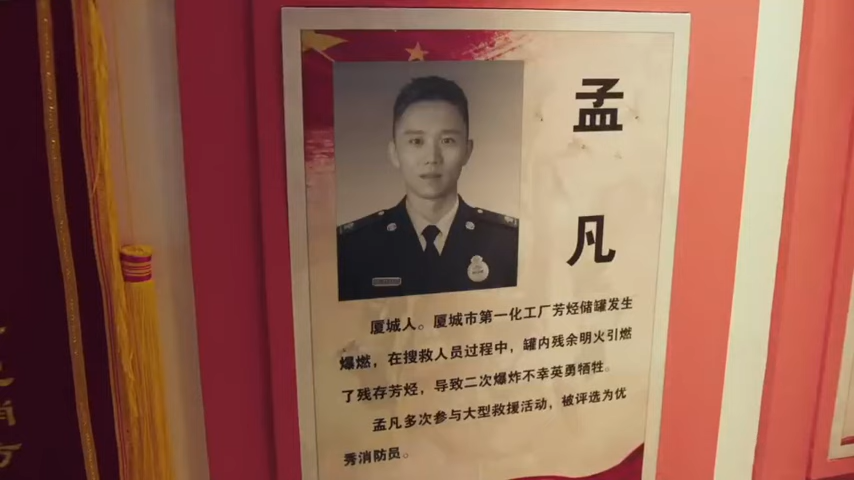 孟凡
厦城人。厦城市第一化工厂芳烃储罐发生
爆燃，在搜救人员过程中，罐内残余明火引燃
了残存芳烃，导致二次爆炸不幸英勇牺牲。
孟凡多次参与大型救援活动，被评选为优
秀消防员。